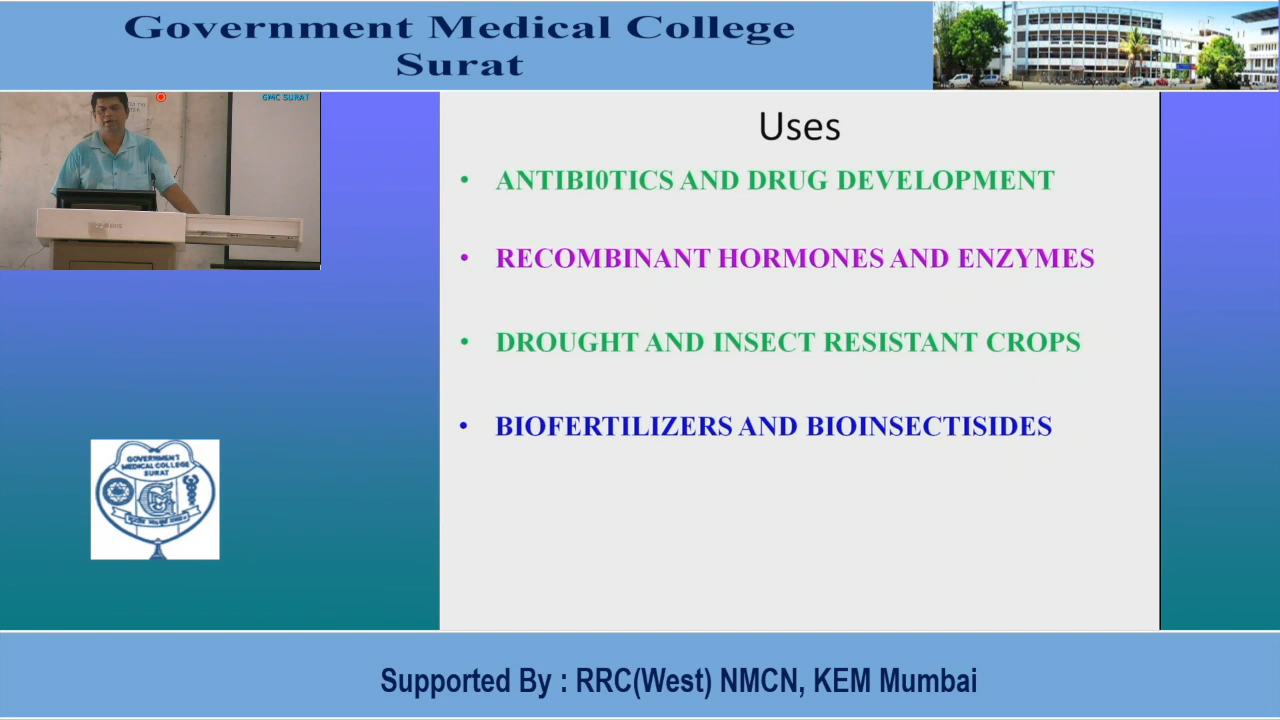 Government Medical College
Surat
GMC SURAT
Uses
• ANTIBI0TICS AND DRUG DEVELOPMENT
• RECOMBINANT HORMONES AND ENZYMES
• DROUGHT AND INSECT RESISTANT CROPS
• BIOFERTILIZERS AND BIOINSECTISIDES
GOVERNMENT
MEDICAL COLLEGE
SURAT
Supported By : RRC(West) NMCN, KEM Mumbai